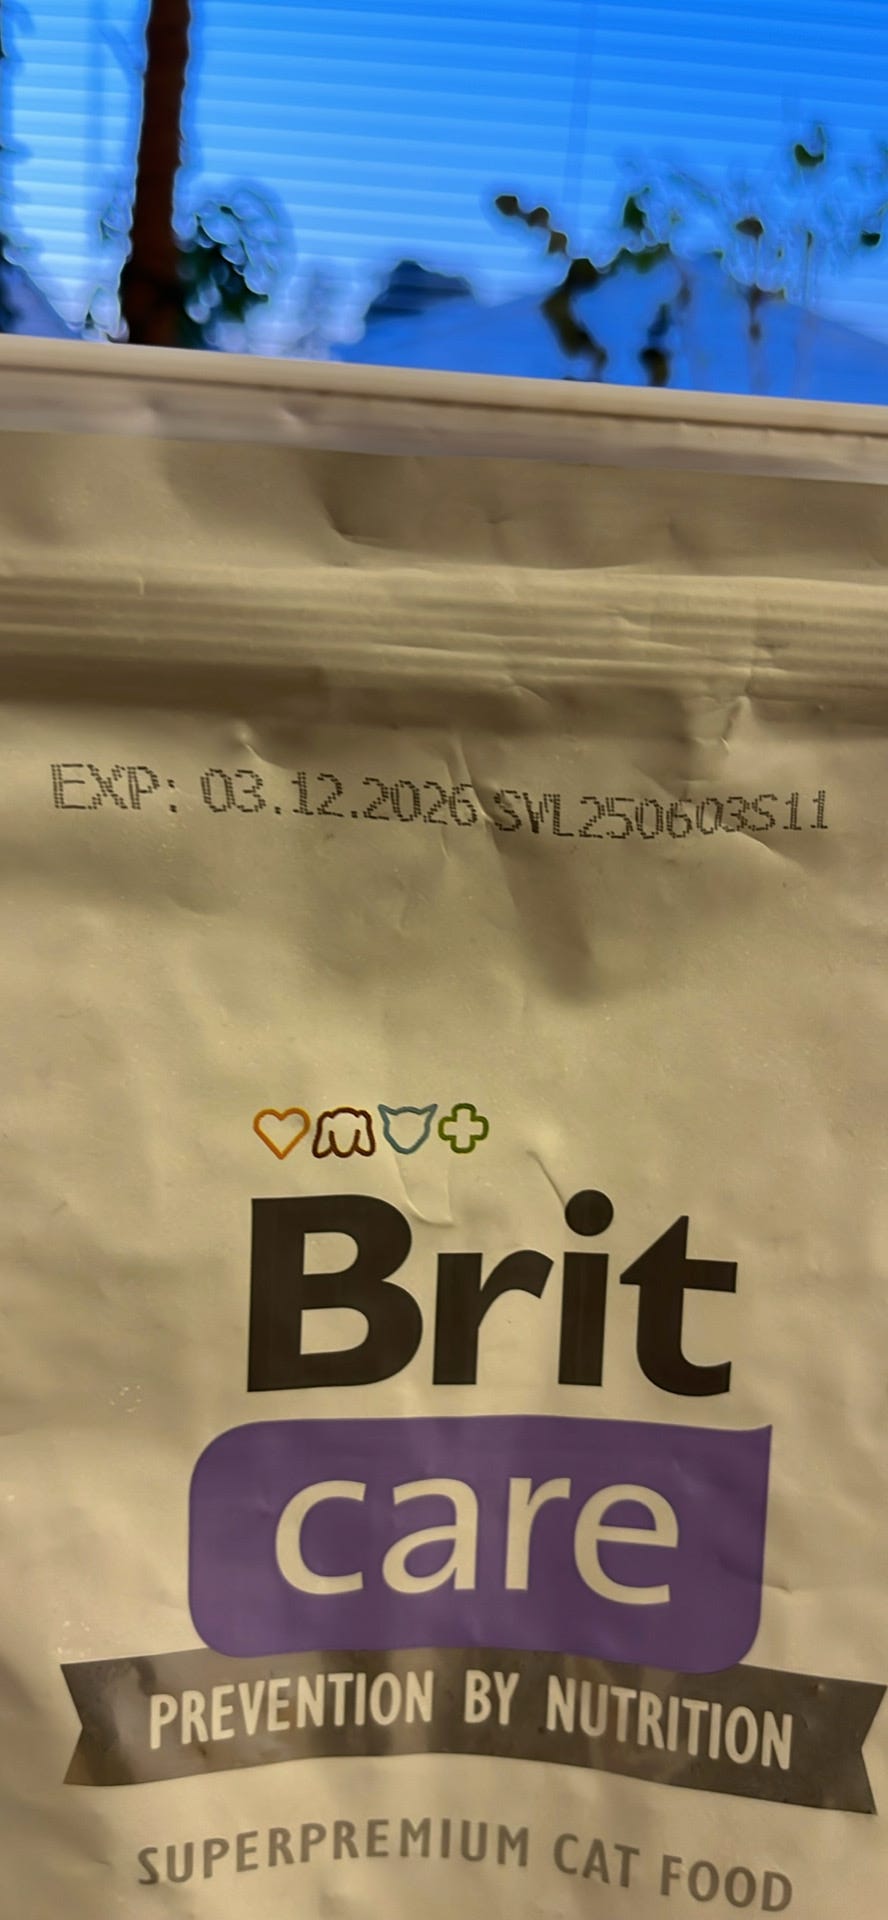 EXP: 03.12.2026 SVL250603S11
Brit
care
PREVENTION BY NUTRITION
SUPERPREMIUM CAT FOOD